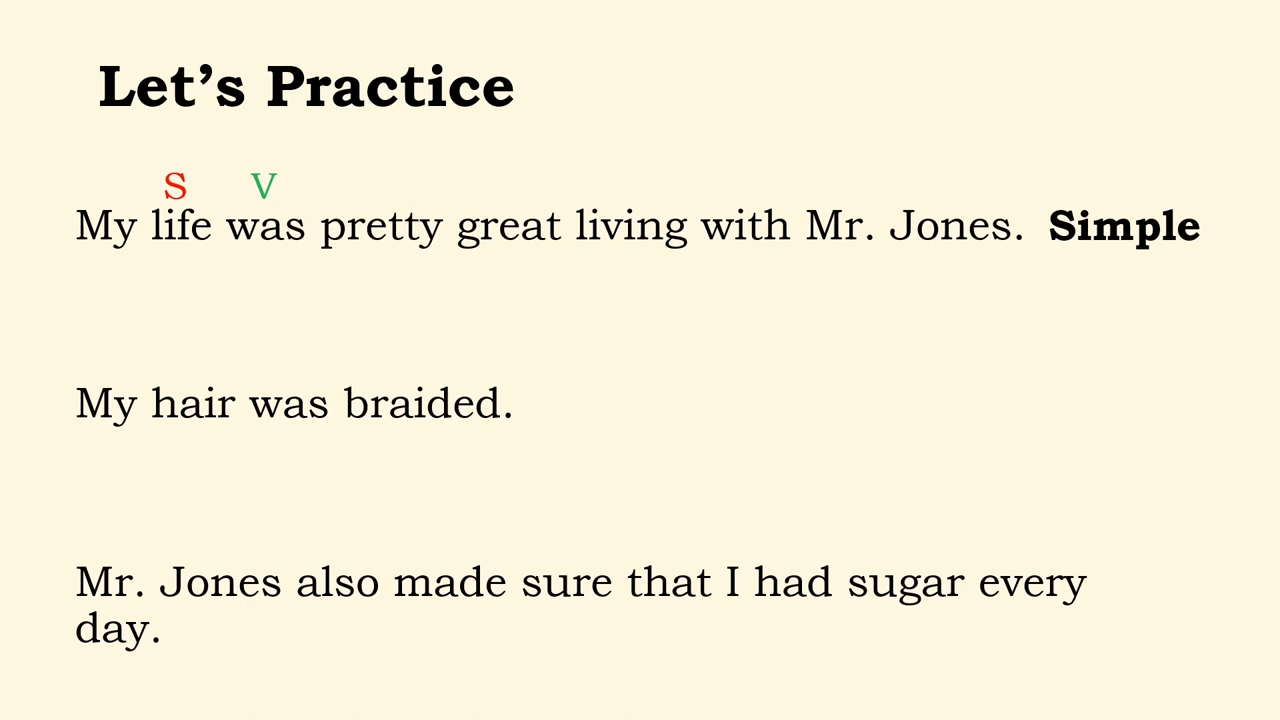 Let’s Practice
S V
My life was pretty great living with Mr. Jones. Simple
My hair was braided.
Mr. Jones also made sure that I had sugar every
day.